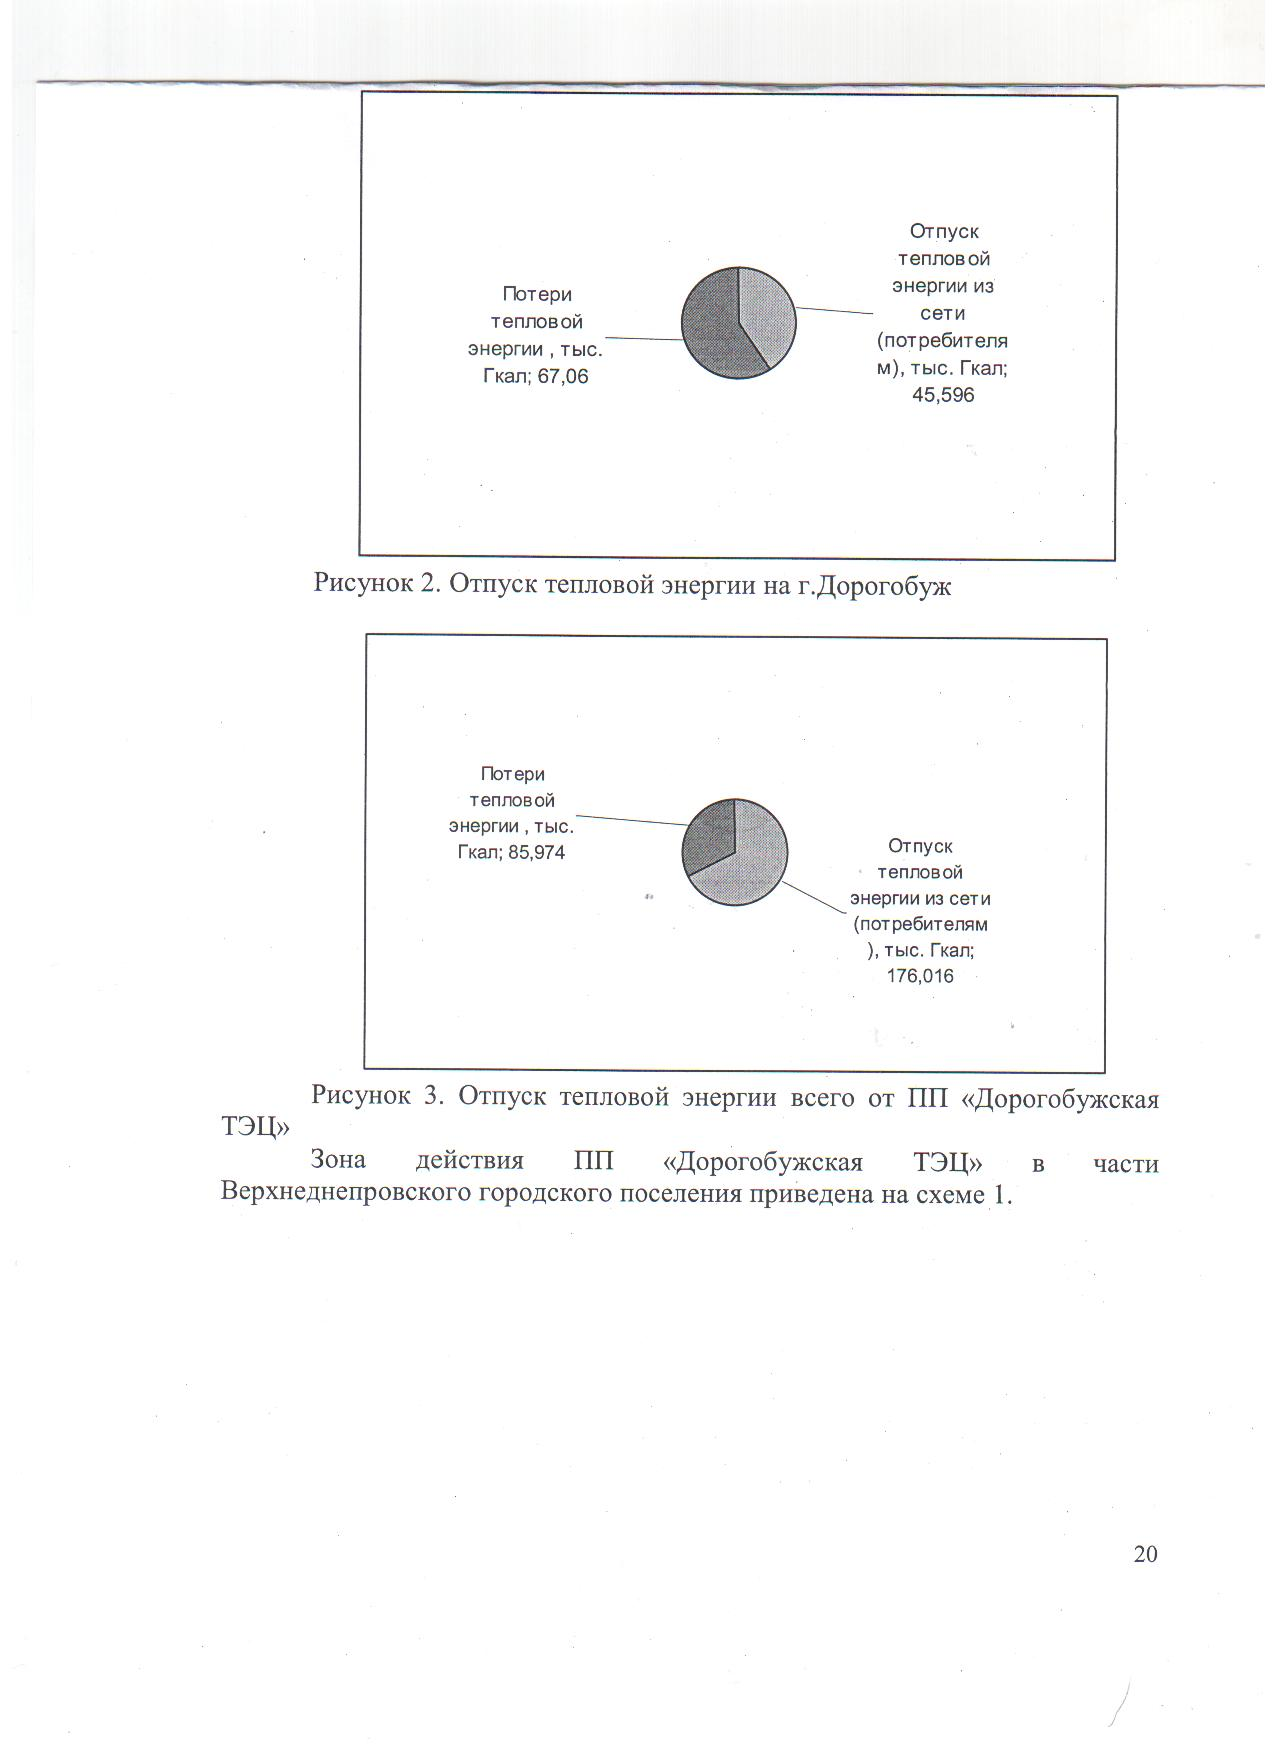 Потери
тепловой
энергии , тыс.
Гкал; 67,06
Отпуск
тепловой
энергии из
сети
(потребителя
м), тыс. Гкал;
45,596
Рисунок 2. Отпуск тепловой энергии на г.Дорогобуж
Потери
тепловой
энергии , тыс.
Гкал; 85,974
Отпуск
тепловой
энергии из сети
(потребителям
), тыс. Гкал;
176,016
Рисунок 3. Отпуск тепловой энергии всего от ПП «Дорогобужская
ТЭЦ»
Зона действия ПП «Дорогобужская ТЭЦ» в части
Верхнеднепровского городского поселения приведена на схеме 1.
20